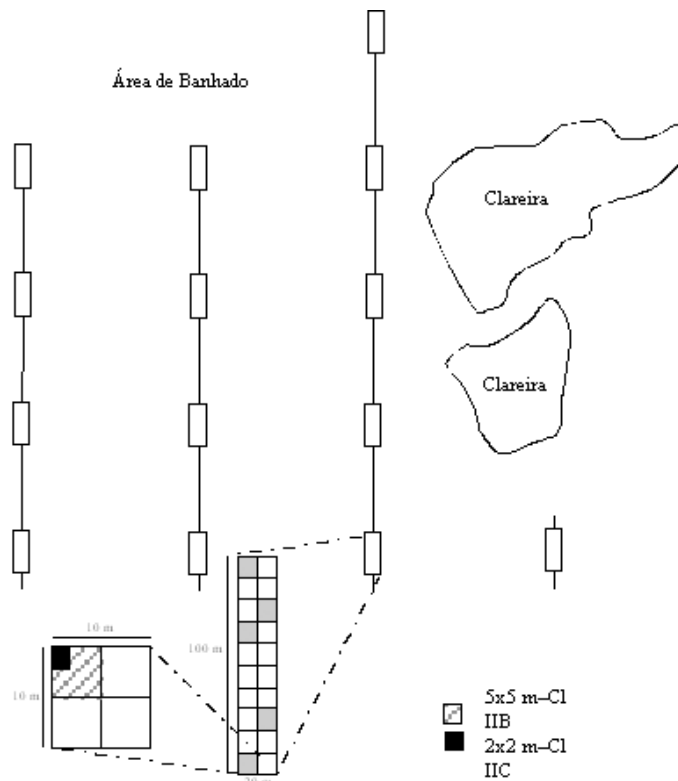 Área de Banhado
Clareira
Clareira
10 m
10 m
100 m
20 m
5x5 m–Cl
IIB
2x2 m–Cl
IIC